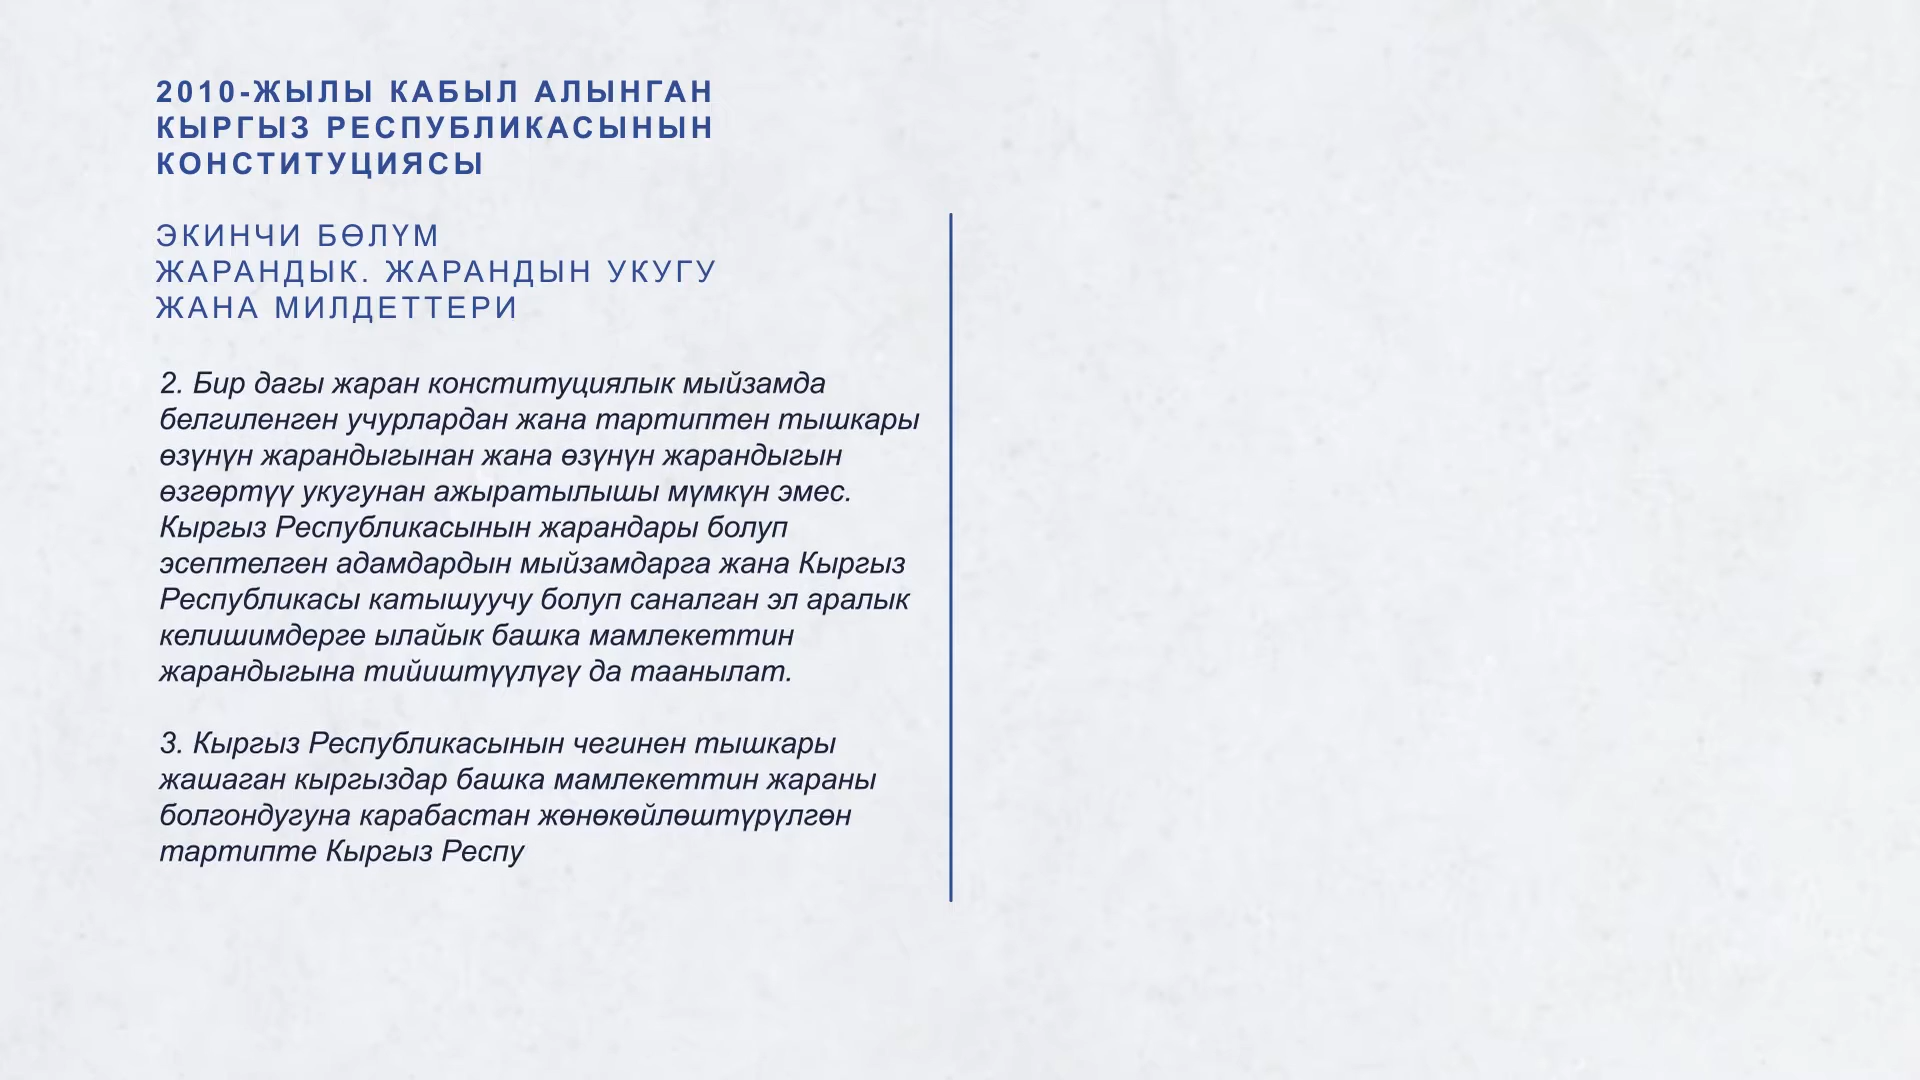 2010-ЖЫЛЫ КАБЫЛ АЛЫНГАН
КЫРГЫЗ РЕСПУБЛИКАСЫНЫН
КОНСТИТУЦИЯСЫ
ЭКИНЧИ БӨЛҮМ
ЖАРАНДЫК. ЖАРАНДЫН УКУГУ
ЖАНА МИЛДЕТТЕРИ
2. Бир дагы жаран конституциялык мыйзамда
белгиленген учурлардан жана тартиптен тышкары
өзүнүн жарандыгынан жана өзүнүн жарандыгын
өзгөртүү укугунан ажыратылышы мүмкүн эмес.
Кыргыз Республикасынын жарандары болуп
эсептелген адамдардын мыйзамдарга жана Кыргыз
Республикасы катышуучу болуп саналган эл аралык
келишимдерге ылайык башка мамлекеттин
жарандыгына тийиштүүлүгү да таанылат.
3. Кыргыз Республикасынын чегинен тышкары
жашаган кыргыздар башка мамлекеттин жараны
болгондугуна карабастан жөнөкөйлөштүрүлгөн
тартипте Кыргыз Респу